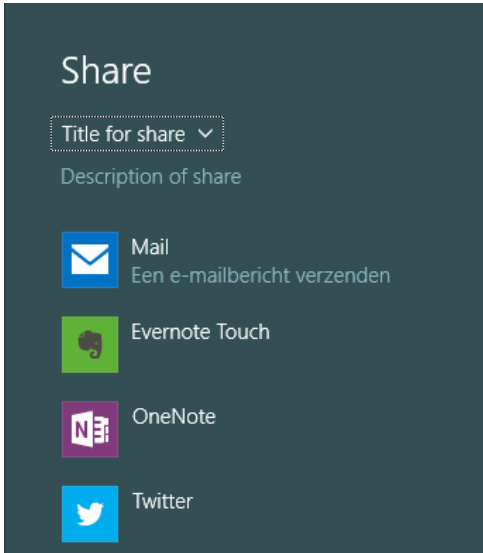 Share
Title for share
Description of share
Mail
Een e-mailbericht verzenden
Evernote Touch
N
OneNote
Twitter